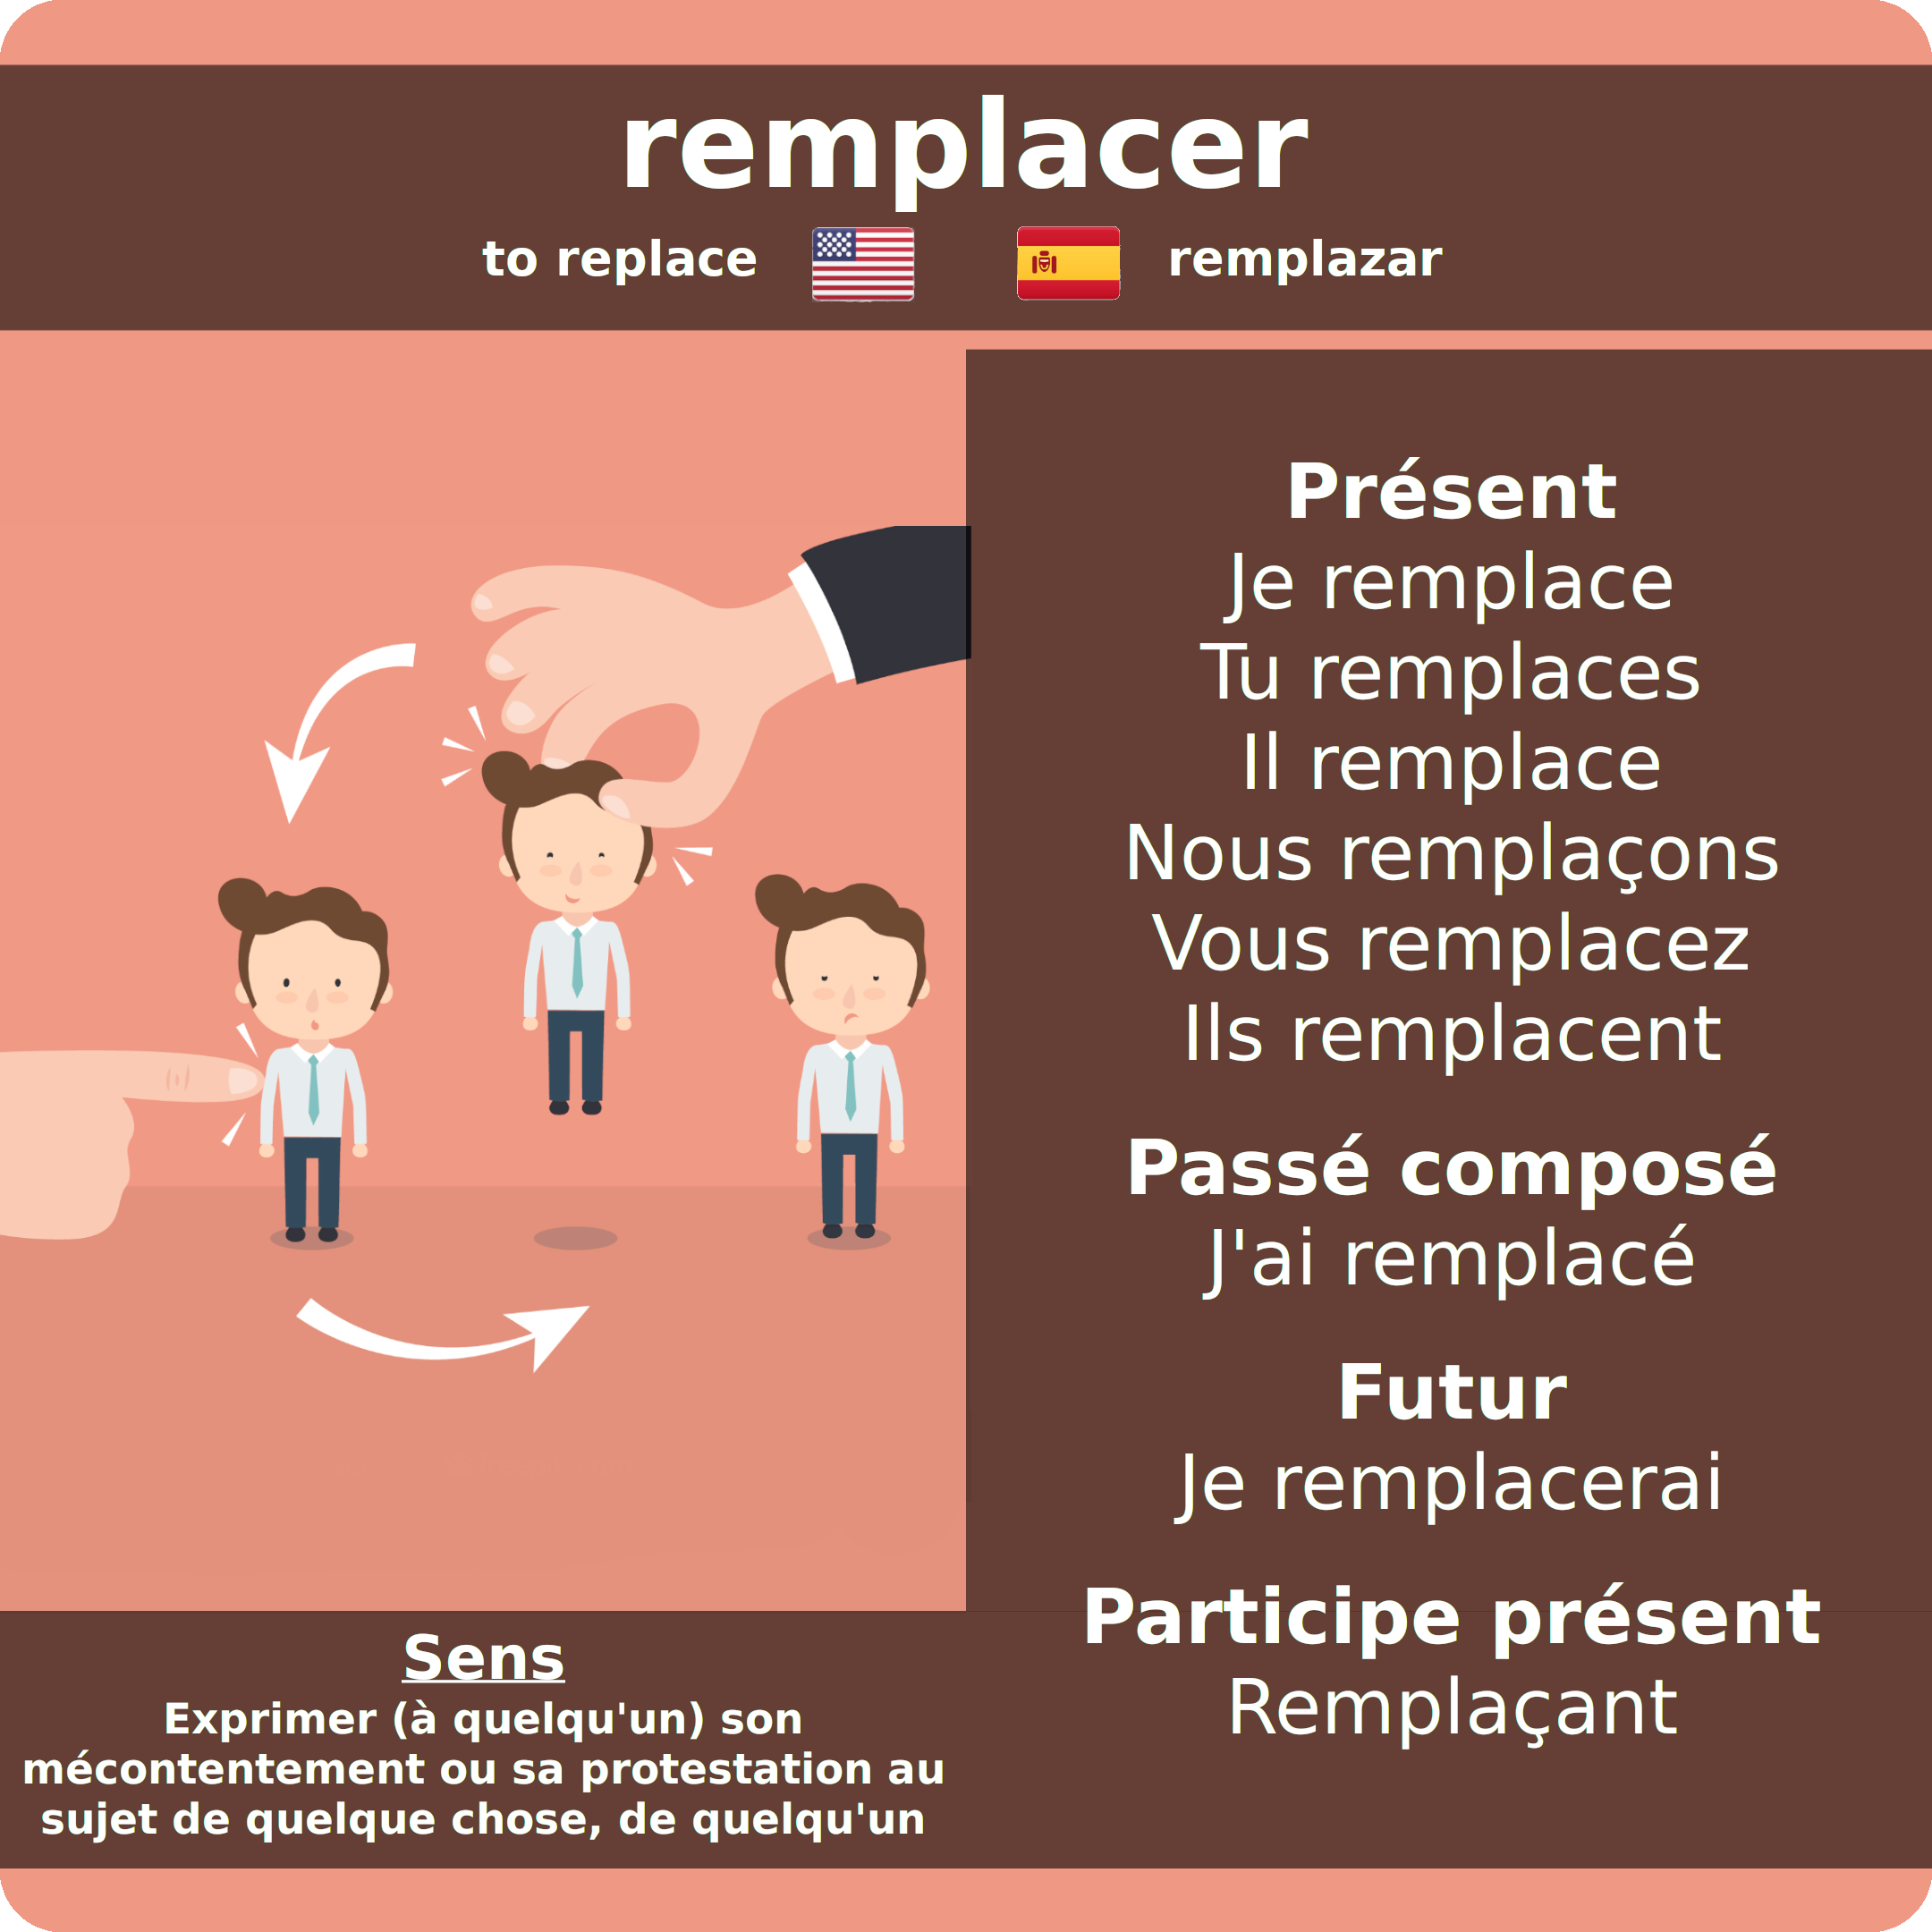 remplacer
to replace remplazar
Présent
Je remplace
Tu remplaces
Il remplace
Nous remplaçons
Vous remplacez
Ils remplacent
Passé composé
J'ai remplacé
Futur
Je remplacerai
Participe présent
Remplaçant
Sens
Exprimer (à quelqu'un) son
mécontentement ou sa protestation au
sujet de quelque chose, de quelqu'un